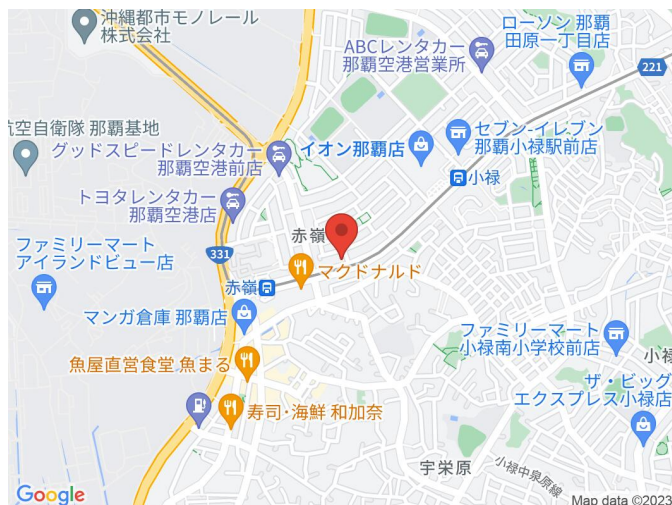 沖縄都市モノレール
株式会社
ローソン 那覇
田原一丁目店
ABCレンタカー
那覇空港営業所
221
航空自衛隊 那覇基地
グッドスピードレンタカー
那覇空港前店
イオン那覇店
セブン-イレブン
那覇小禄駅前店
小禄
トヨタレンタカー
那覇空港店
赤嶺
331
ファミリーマート
アイランドビュー店
マクドナルド
赤嶺
マンガ倉庫 那覇店
ファミリーマート
小禄南小学校前店
小禄
魚屋直営食堂 魚まる
ザ・ビッグ
エクスプレス小禄店
寿司・海鮮 和加奈
宇栄原
小禄中泉原線
Google
Map data ©2023